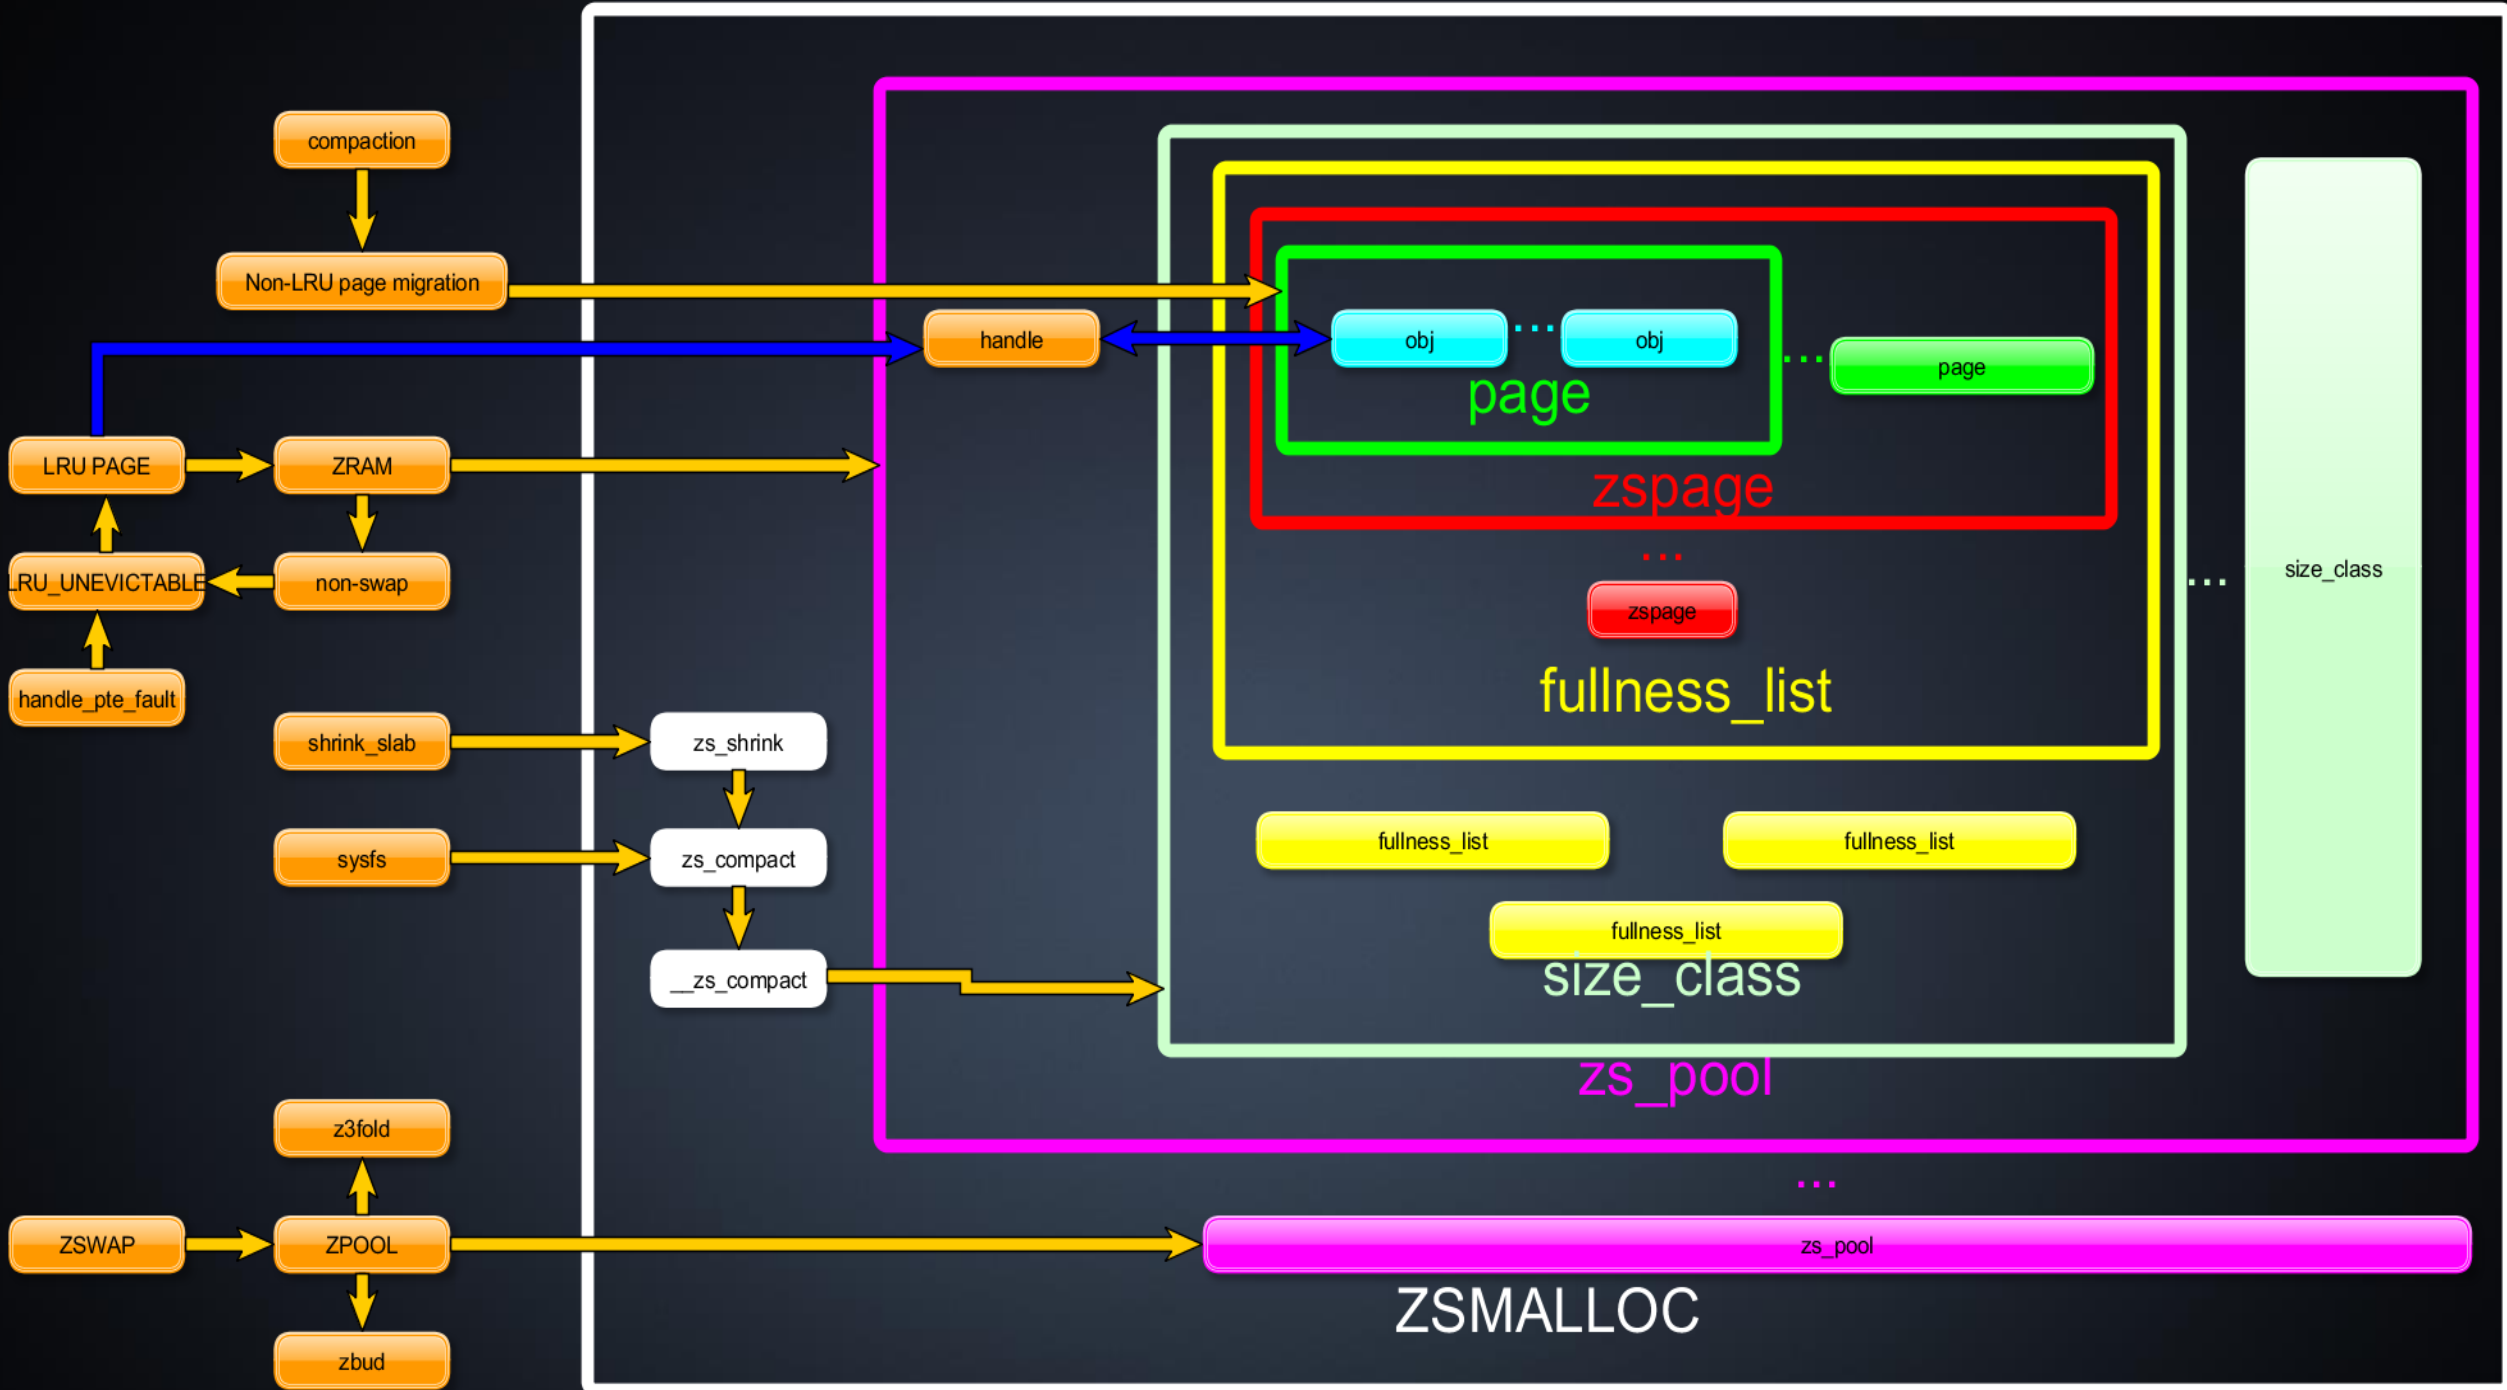 compaction
Non-LRU page migration
handle
obj
...
obj
page
...
page
LRU PAGE
ZRAM
zspage
...
LRU_UNEVICTABLE
non-swap
zspage
...
size_class
handle_pte_fault
fullness_list
shrink_slab
zs_shrink
sysfs
zs_compact
fullness_list
fullness_list
fullness_list
__zs_compact
size_class
zs_pool
z3fold
...
ZSWAP
ZPOOL
zs_pool
ZSMALLOC
zbud